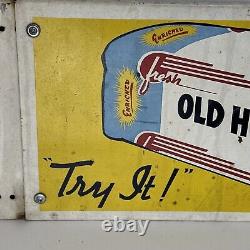 ENRICHED
fresh
ENRICHED
OLD H
"Try It!"